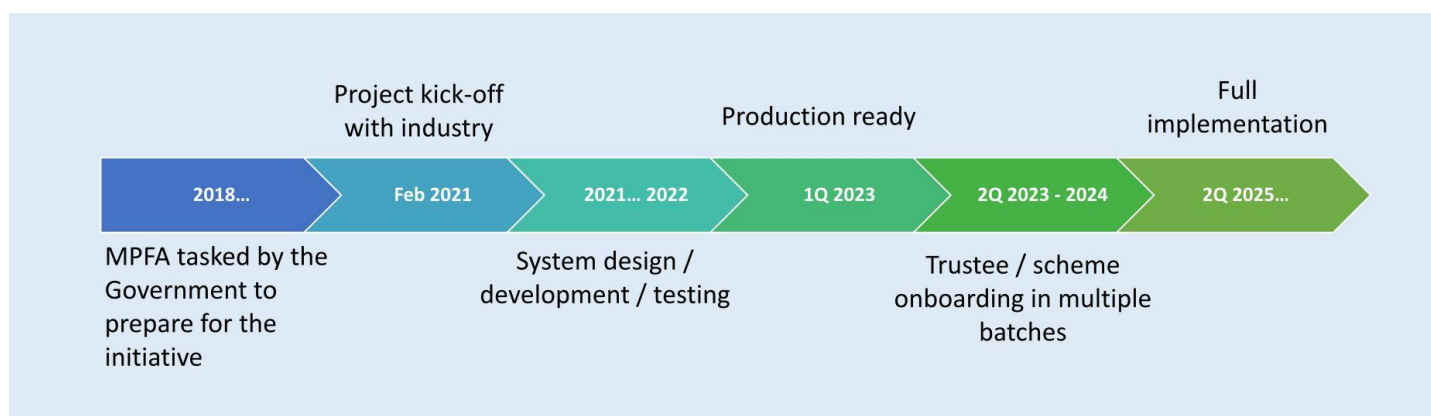 Project kick-off
with industry
Production ready
Full
implementation
2018...
Feb 2021
2021... 2022
1Q 2023
2Q 2023 - 2024
2Q 2025...
MPFA tasked by the
Government to
prepare for the
initiative
System design /
development / testing
Trustee / scheme
onboarding in multiple
batches